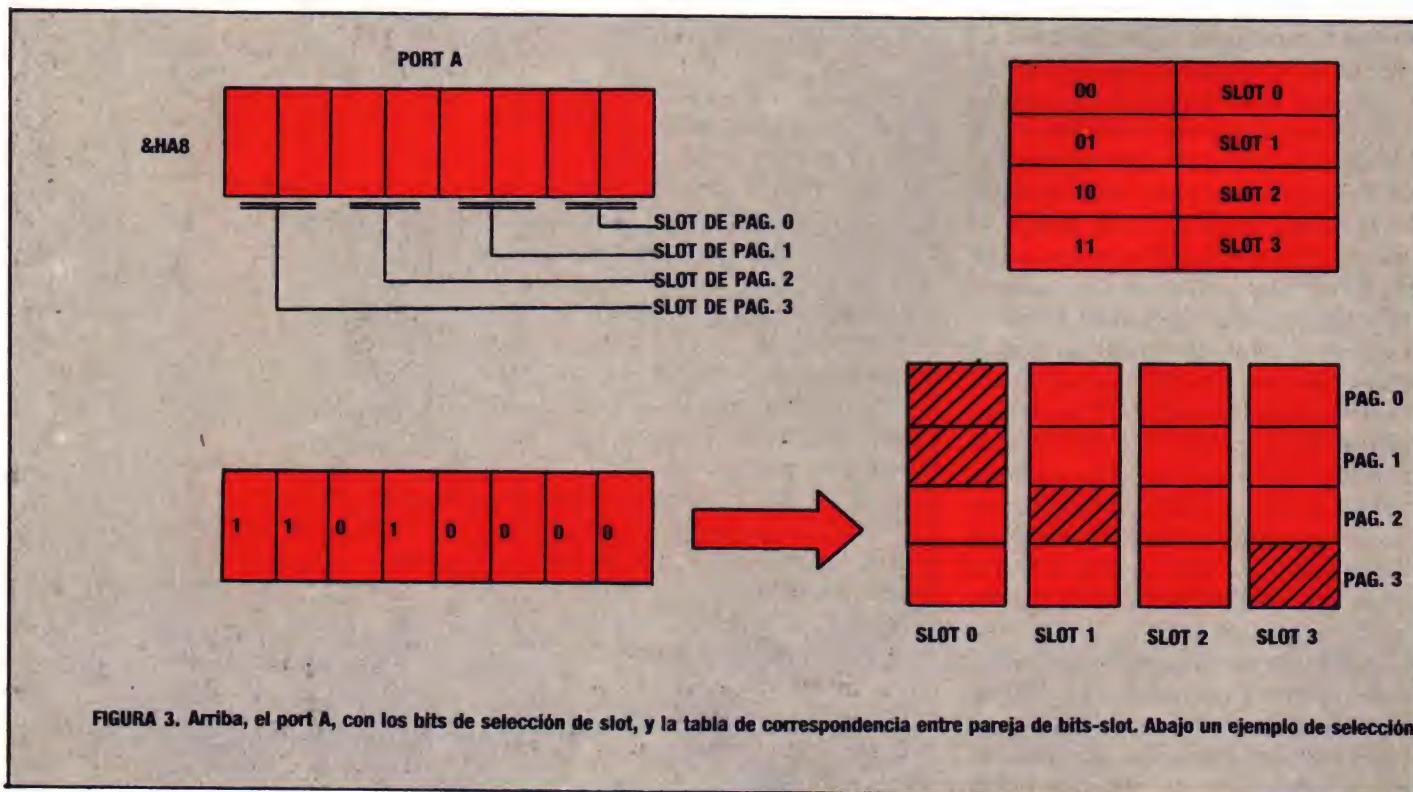 PORT A
&HA8
SLOT DE PAG. 0
SLOT DE PAG. 1
SLOT DE PAG. 2
SLOT DE PAG. 3
00 SLOT 0
01 SLOT 1
10 SLOT 2
11 SLOT 3
1 1 0 1 0 0 0 0
PAG. 0
PAG. 1
PAG. 2
PAG. 3
SLOT 0 SLOT 1 SLOT 2 SLOT 3
FIGURA 3. Arriba, el port A, con los bits de selección de slot, y la tabla de correspondencia entre pareja de bits-slot. Abajo un ejemplo de selección